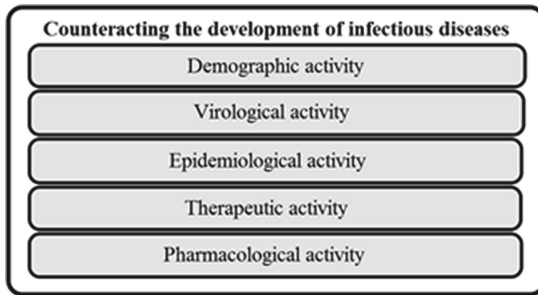 Counteracting the development of infectious diseases
Demographic activity
Virological activity
Epidemiological activity
Therapeutic activity
Pharmacological activity